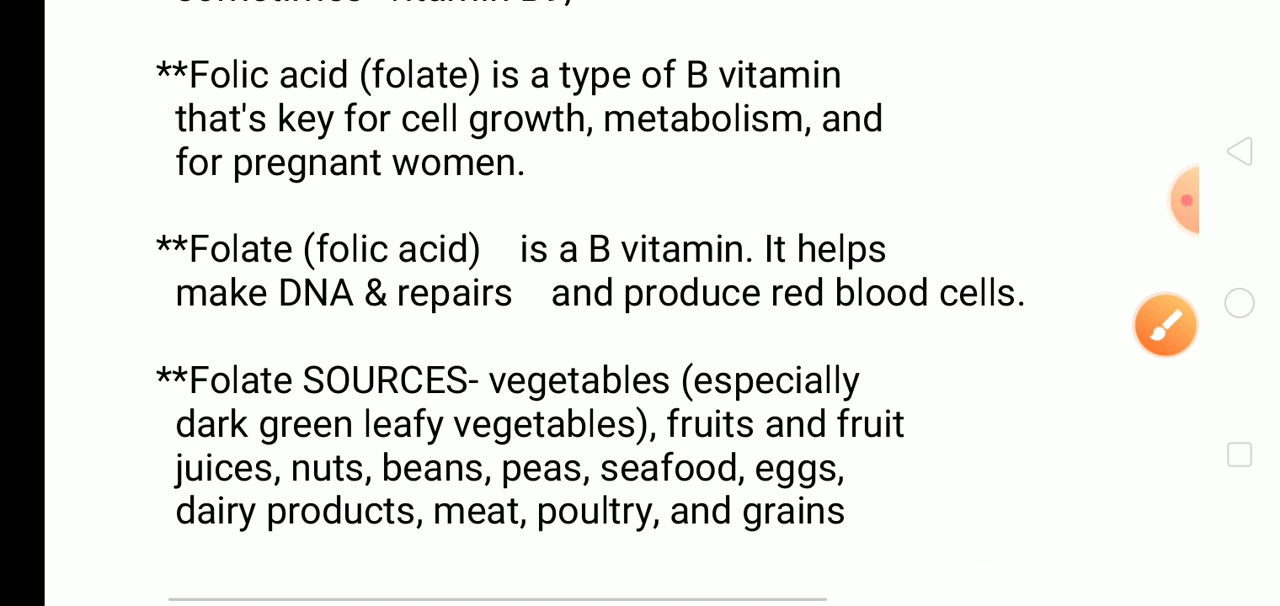 **Folic acid (folate) is a type of B vitamin
that's key for cell growth, metabolism, and
for pregnant women.
**Folate (folic acid) is a B vitamin. It helps
make DNA & repairs and produce red blood cells.
**Folate SOURCES- vegetables (especially
dark green leafy vegetables), fruits and fruit
juices, nuts, beans, peas, seafood, eggs,
dairy products, meat, poultry, and grains